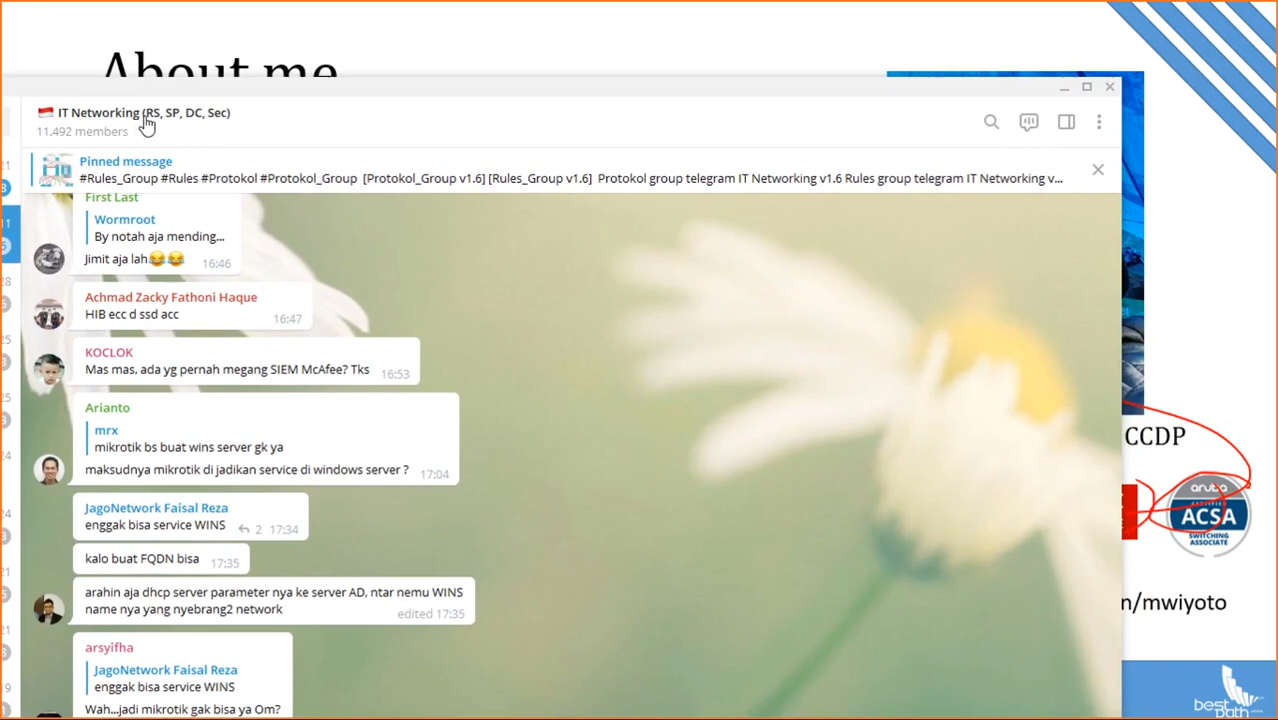 About me
IT Networking (RS, SP, DC, Sec)
11,492 members
Pinned message
#Rules_Group #Rules #Protokol #Protokol_Group [Protokol_Group v1.6] [Rules_Group v1.6] Protokol group telegram IT Networking v1.6 Rules group telegram IT Networking v...
First Last
Wormroot
By notah aja mending...
Jimit aja lah😂😂 16:46
Achmad Zacky Fathoni Haque
HIB ecc d ssd acc 16:47
KOCLOK
Mas mas, ada yg pernah megang SIEM McAfee? Tks 16:53
Arianto
mrx
mikrotik bs buat wins server gk ya
maksudnya mikrotik di jadikan service di windows server ? 17:04
JagoNetwork Faisal Reza
enggak bisa service WINS 2 17:34
kalo buat FQDN bisa 17:35
arahin aja dhcp server parameter nya ke server AD, ntar nemu WINS
name nya yang nyebrang2 network edited 17:35
arsyifha
JagoNetwork Faisal Reza
enggak bisa service WINS
Wah...jadi mikrotik gak bisa ya Om?
CCDP
aruba
ACSA
SWITCHING
ASSOCIATE
n/mwiyoto
best
path